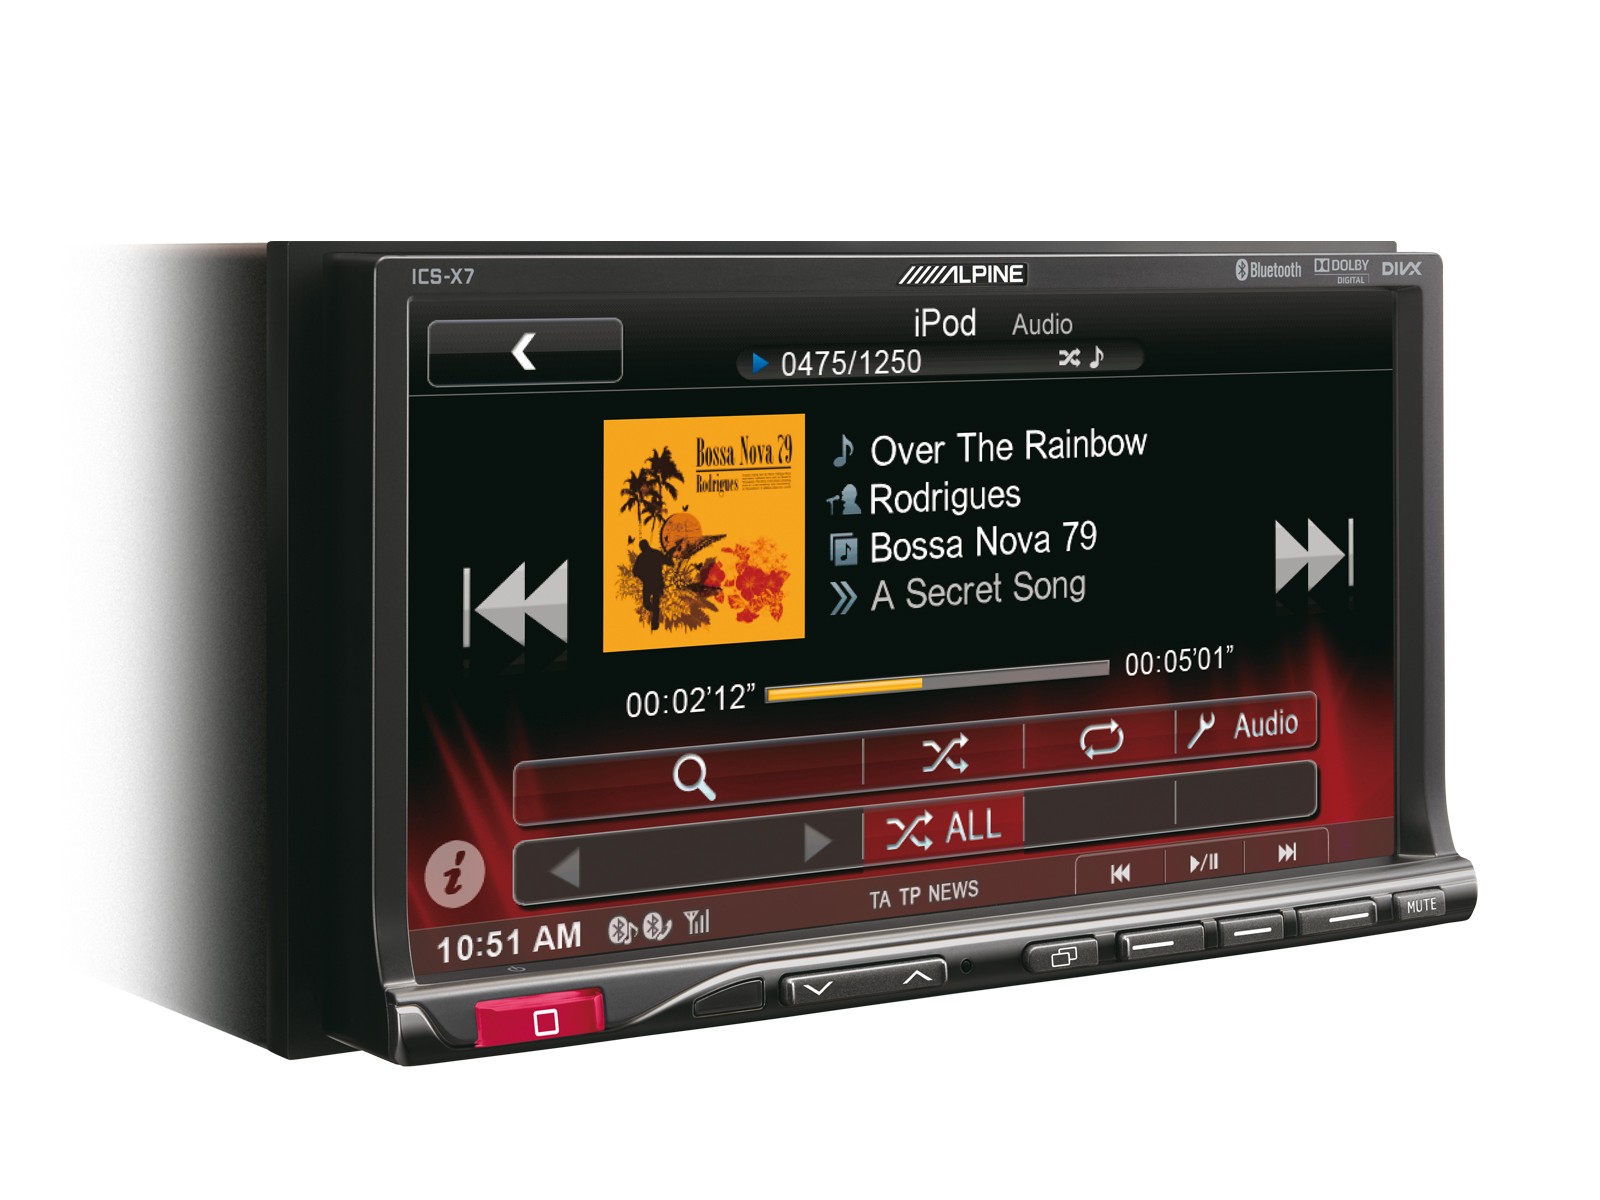 ICS-X7
ALPINE
Bluetooth
DOLBY
DIGITAL
DIVX
iPod Audio
0475/1250
Bossa Nova 79
Rodrigues
Over The Rainbow
Rodrigues
Bossa Nova 79
A Secret Song
00:02'12”
00:05'01”
Audio
ALL
TA TP NEWS
10:51 AM
MUTE